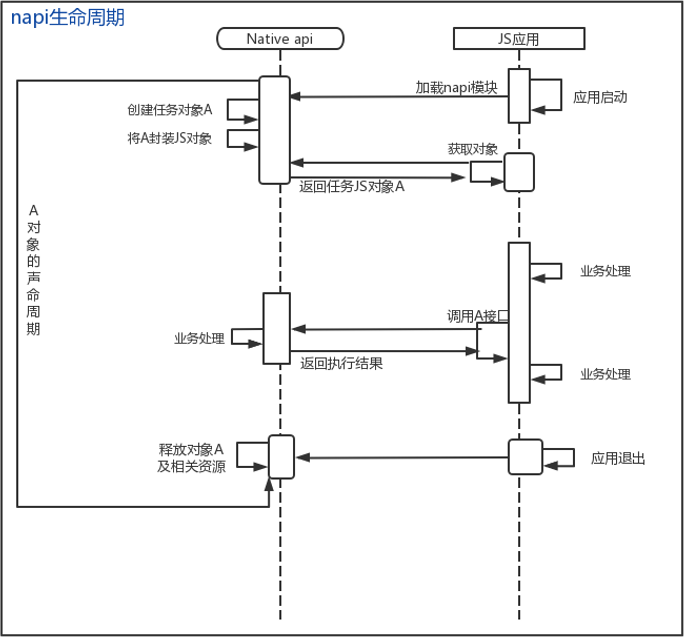 napi生命周期
Native api
JS应用
加载napi模块
应用启动
创建任务对象A
将A封装JS对象
获取对象
返回任务JS对象A
A对象的声命周期
业务处理
调用A接口
业务处理
返回执行结果
业务处理
释放对象A
及相关资源
应用退出